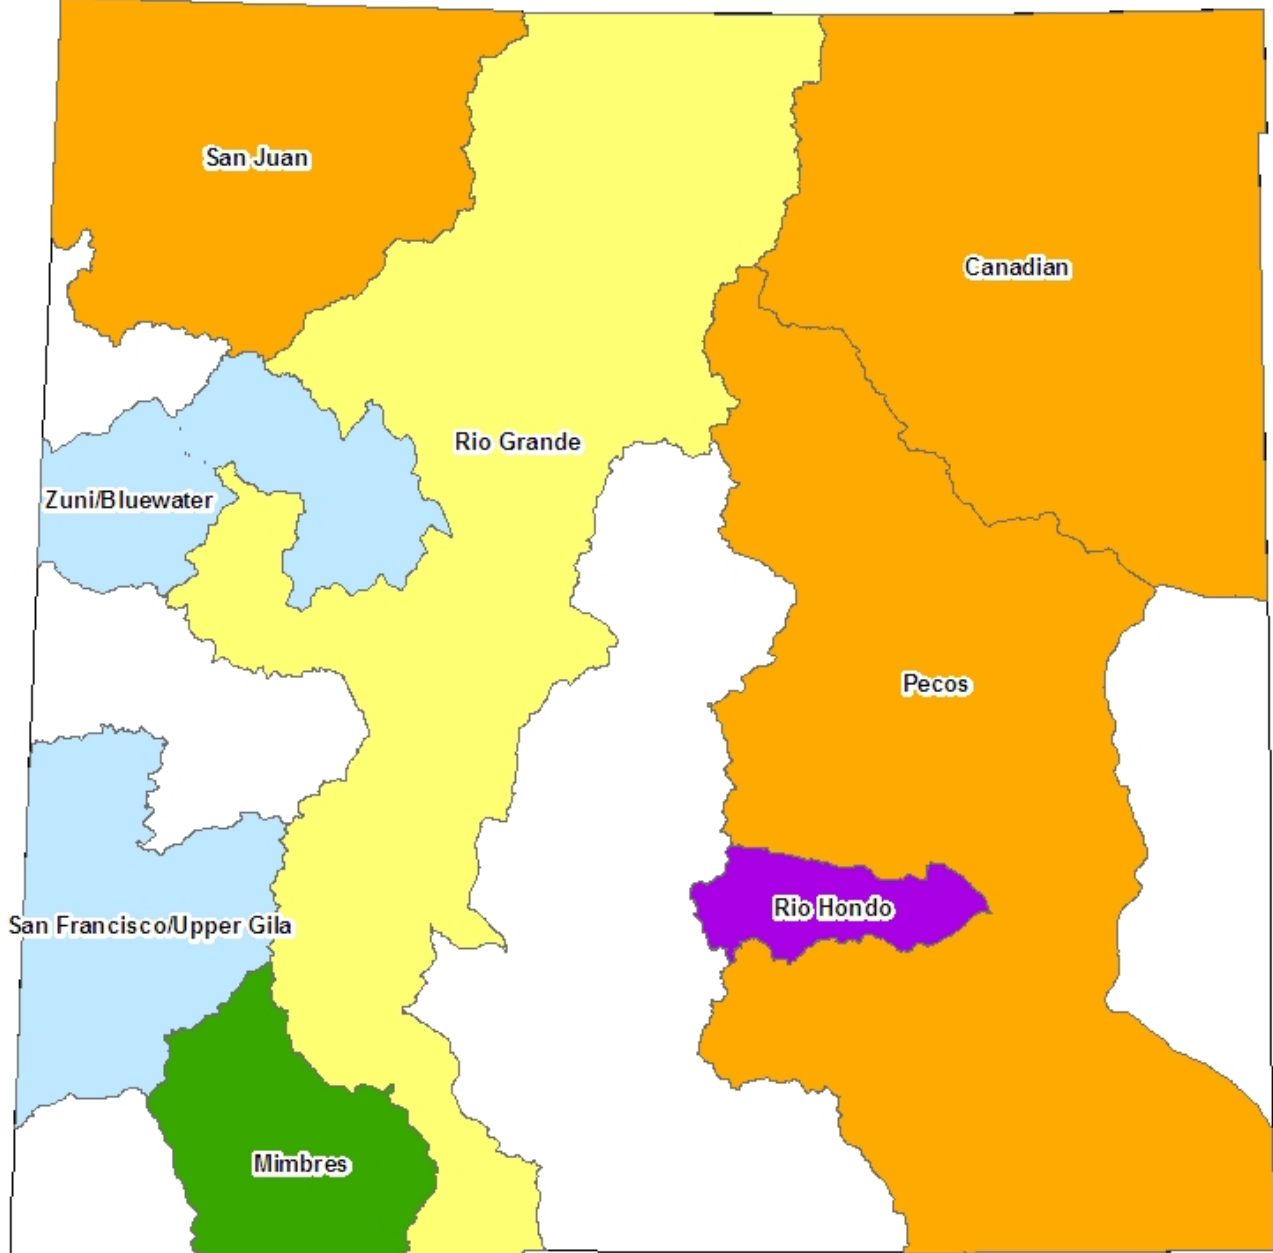 San Juan
Canadian
Rio Grande
Zuni/Bluewater
Pecos
Rio Hondo
San Francisco/Upper Gila
Mimbres